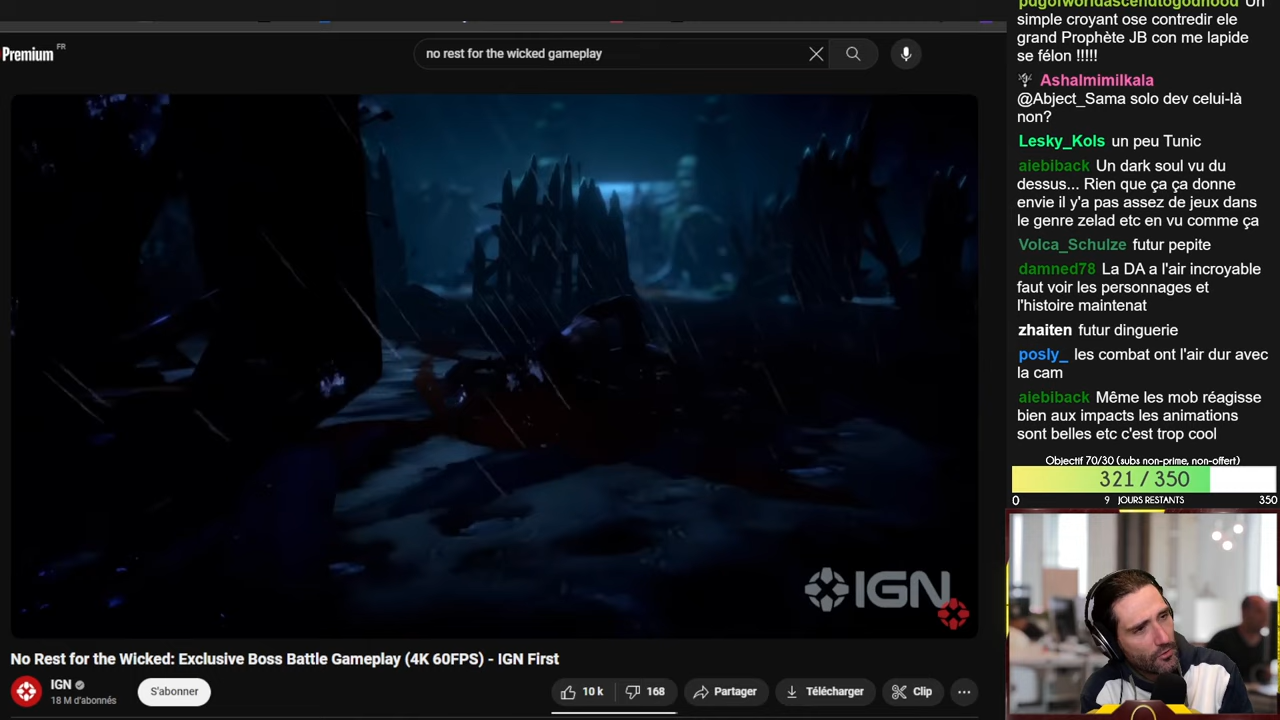 Premium FR
no rest for the wicked gameplay
IGN
No Rest for the Wicked: Exclusive Boss Battle Gameplay (4K 60FPS) - IGN First
IGN
18 M d'abonnés
S'abonner
10 k
168
Partager
Télécharger
Clip
pdgofworldascendtogodhood Un
simple croyant ose contredir ele
grand Prophète JB con me lapide
se félon !!!!!
Ashalmimilkala
@Abject_Sama solo dev celui-là
non?
Lesky_Kols un peu Tunic
aiebiback Un dark soul vu du
dessus... Rien que ça ça donne
envie il y'a pas assez de jeux dans
le genre zelad etc en vu comme ça
Volca_Schulze futur pepite
damned78 La DA a l'air incroyable
faut voir les personnages et
l'histoire maintenat
zhaiten futur dinguerie
posly_ les combat ont l'air dur avec
la cam
aiebiback Même les mob réagisse
bien aux impacts les animations
sont belles etc c'est trop cool
Objectif 70/30 (subs non-prime, non-offert)
321 / 350
0 9 JOURS RESTANTS 350